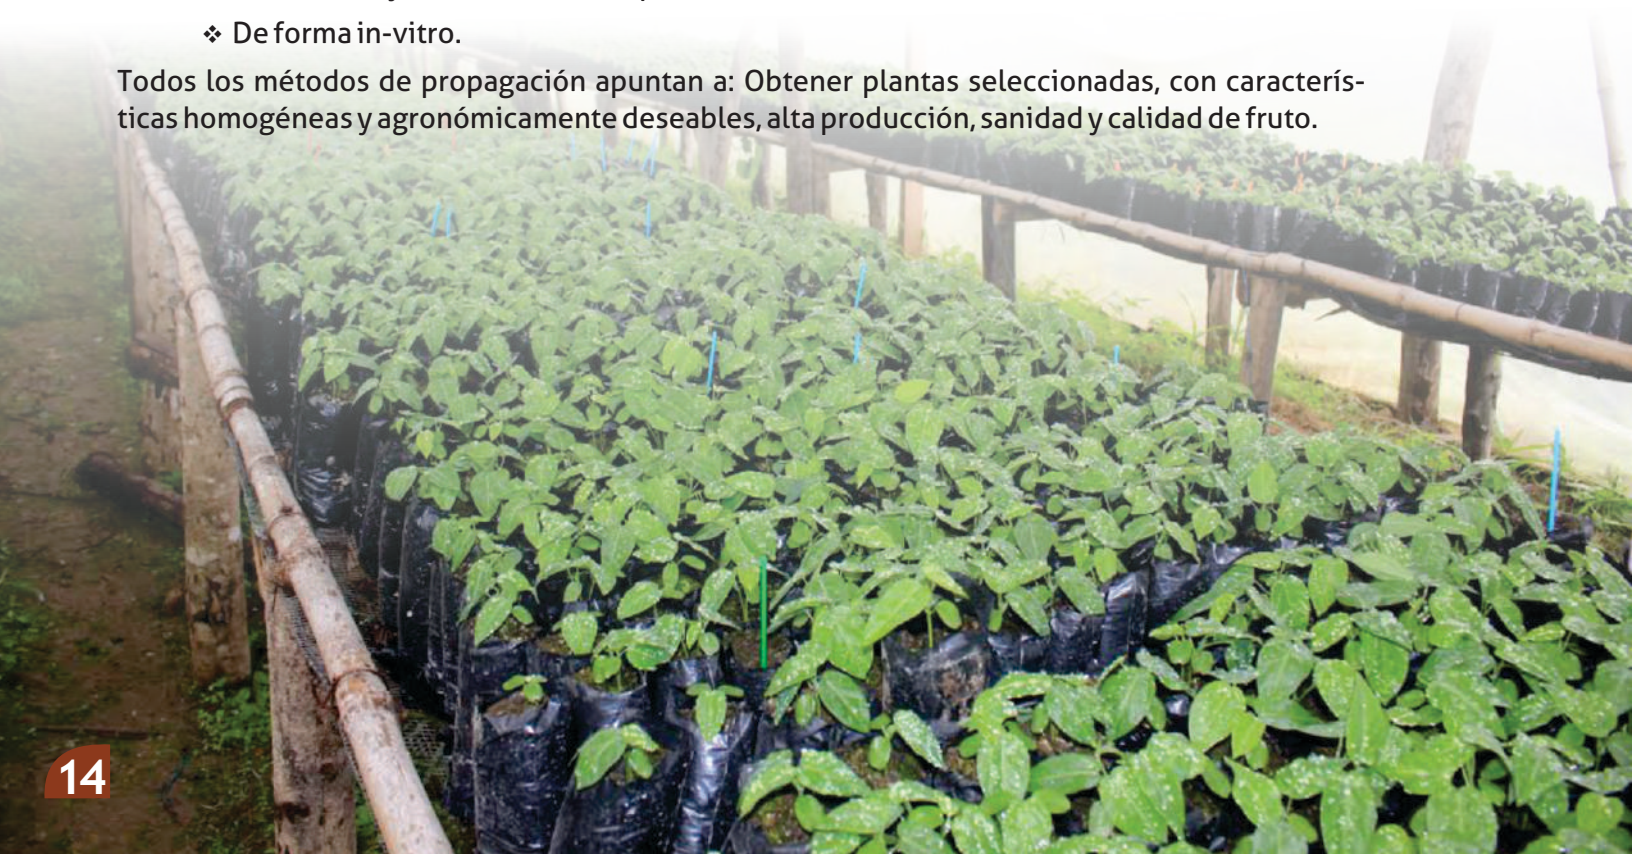 ❖ De forma in-vitro.
Todos los métodos de propagación apuntan a: Obtener plantas seleccionadas, con caracterís-
ticas homogéneas y agronómicamente deseables, alta producción, sanidad y calidad de fruto.
14